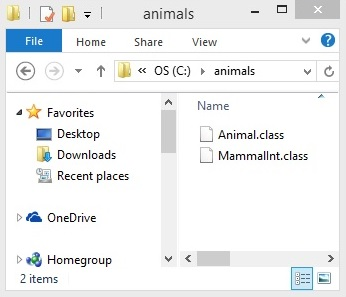 animals
File Home Share View
« OS (C:) ▸ animals
Name
Favorites
Desktop
Downloads
Recent places
OneDrive
Homegroup
Animal.class
MammalInt.class
2 items